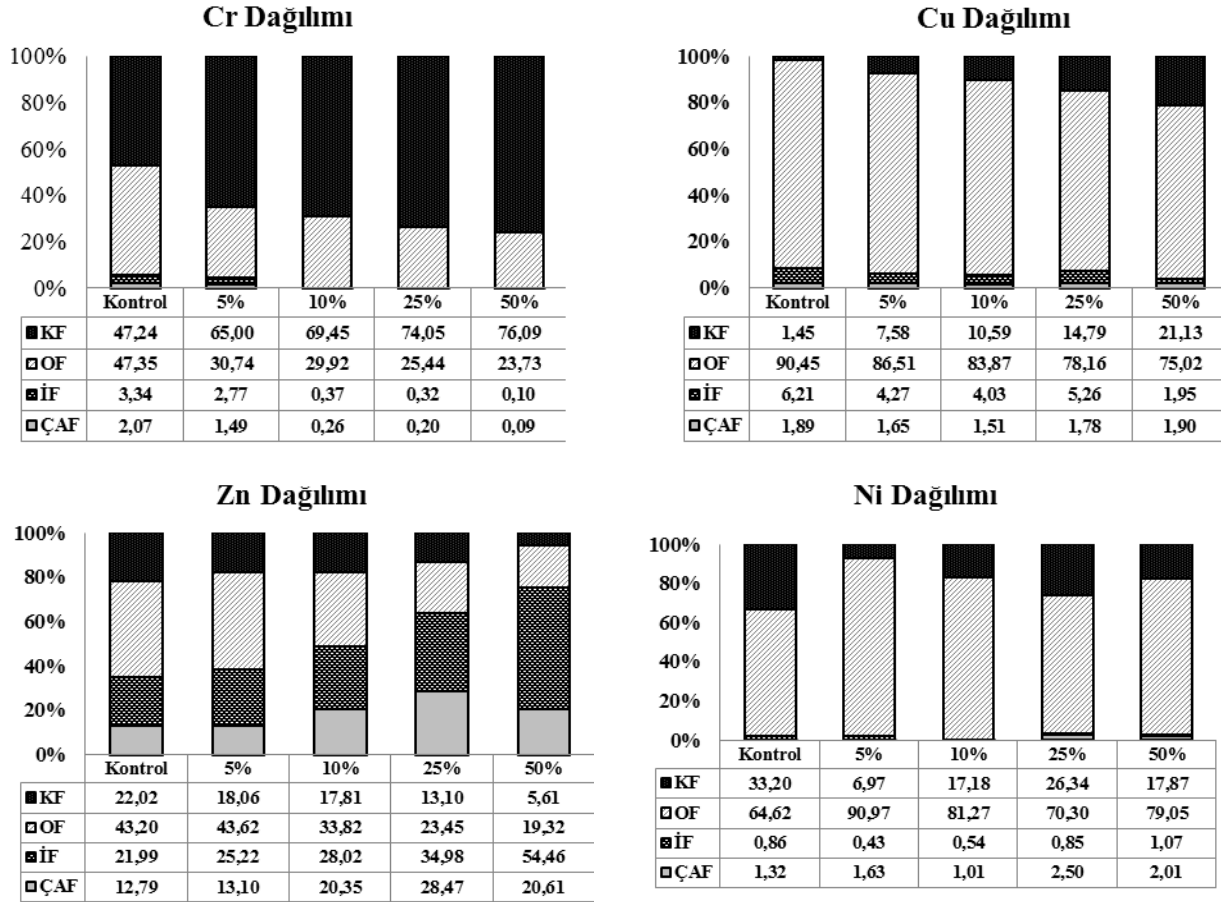 Cr Dağılımı
100%
80%
60%
40%
20%
0%
Kontrol 5% 10% 25% 50%
KF 47,24 65,00 69,45 74,05 76,09
OF 47,35 30,74 29,92 25,44 23,73
İF 3,34 2,77 0,37 0,32 0,10
ÇAF 2,07 1,49 0,26 0,20 0,09
Cu Dağılımı
100%
80%
60%
40%
20%
0%
Kontrol 5% 10% 25% 50%
KF 1,45 7,58 10,59 14,79 21,13
OF 90,45 86,51 83,87 78,16 75,02
İF 6,21 4,27 4,03 5,26 1,95
ÇAF 1,89 1,65 1,51 1,78 1,90
Zn Dağılımı
100%
80%
60%
40%
20%
0%
Kontrol 5% 10% 25% 50%
KF 22,02 18,06 17,81 13,10 5,61
OF 43,20 43,62 33,82 23,45 19,32
İF 21,99 25,22 28,02 34,98 54,46
ÇAF 12,79 13,10 20,35 28,47 20,61
Ni Dağılımı
100%
80%
60%
40%
20%
0%
Kontrol 5% 10% 25% 50%
KF 33,20 6,97 17,18 26,34 17,87
OF 64,62 90,97 81,27 70,30 79,05
İF 0,86 0,43 0,54 0,85 1,07
ÇAF 1,32 1,63 1,01 2,50 2,01